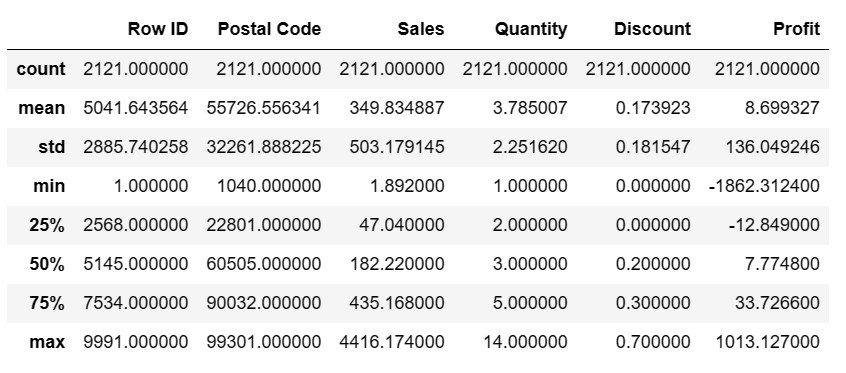 Row ID Postal Code Sales Quantity Discount Profit
count 2121.000000 2121.000000 2121.000000 2121.000000 2121.000000 2121.000000
mean 5041.643564 55726.556341 349.834887 3.785007 0.173923 8.699327
std 2885.740258 32261.888225 503.179145 2.251620 0.181547 136.049246
min 1.000000 1040.000000 1.892000 1.000000 0.000000 -1862.312400
25% 2568.000000 22801.000000 47.040000 2.000000 0.000000 -12.849000
50% 5145.000000 60505.000000 182.220000 3.000000 0.200000 7.774800
75% 7534.000000 90032.000000 435.168000 5.000000 0.300000 33.726600
max 9991.000000 99301.000000 4416.174000 14.000000 0.700000 1013.127000